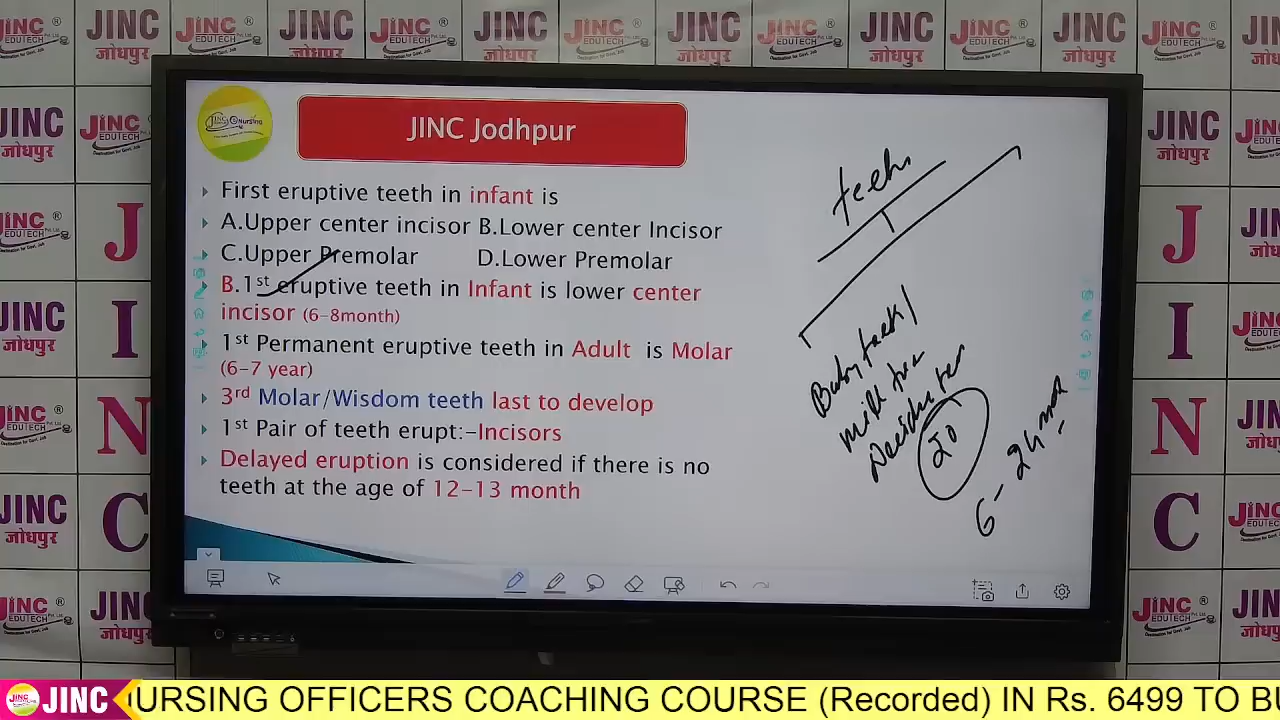 JINC Jodhpur
First eruptive teeth in infant is
A.Upper center incisor B.Lower center Incisor
C.Upper Premolar D.Lower Premolar
B.1st eruptive teeth in Infant is lower center
incisor (6-8month)
1st Permanent eruptive teeth in Adult is Molar
(6-7 year)
3rd Molar/Wisdom teeth last to develop
1st Pair of teeth erupt:-Incisors
Delayed eruption is considered if there is no
teeth at the age of 12-13 month
teeth
Baby teeth/
milk
20
6-24
JINC URSING OFFICERS COACHING COURSE (Recorded) IN Rs. 6499 TO BU
JINC
EDUTECH
जोधपुर
J
I
N
C
J
I
N
C